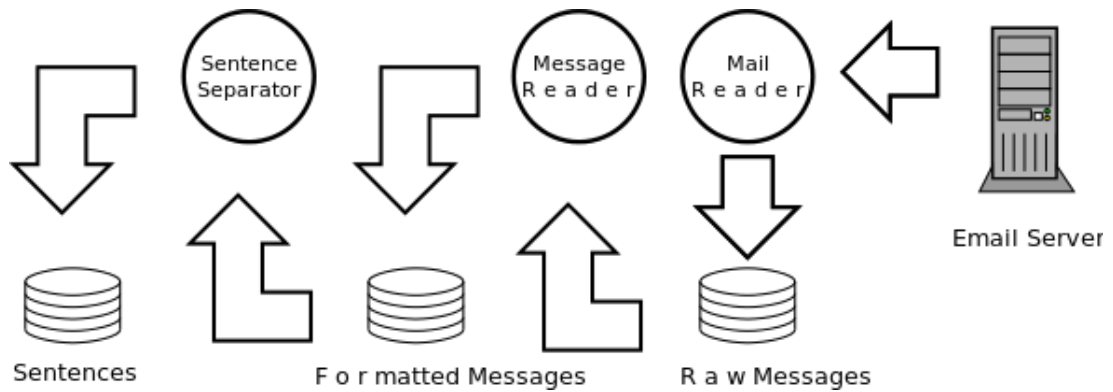 Sentence
Separator
Message
Reader
Mail
Reader
Email Server
Sentences
Formatted Messages
Raw Messages